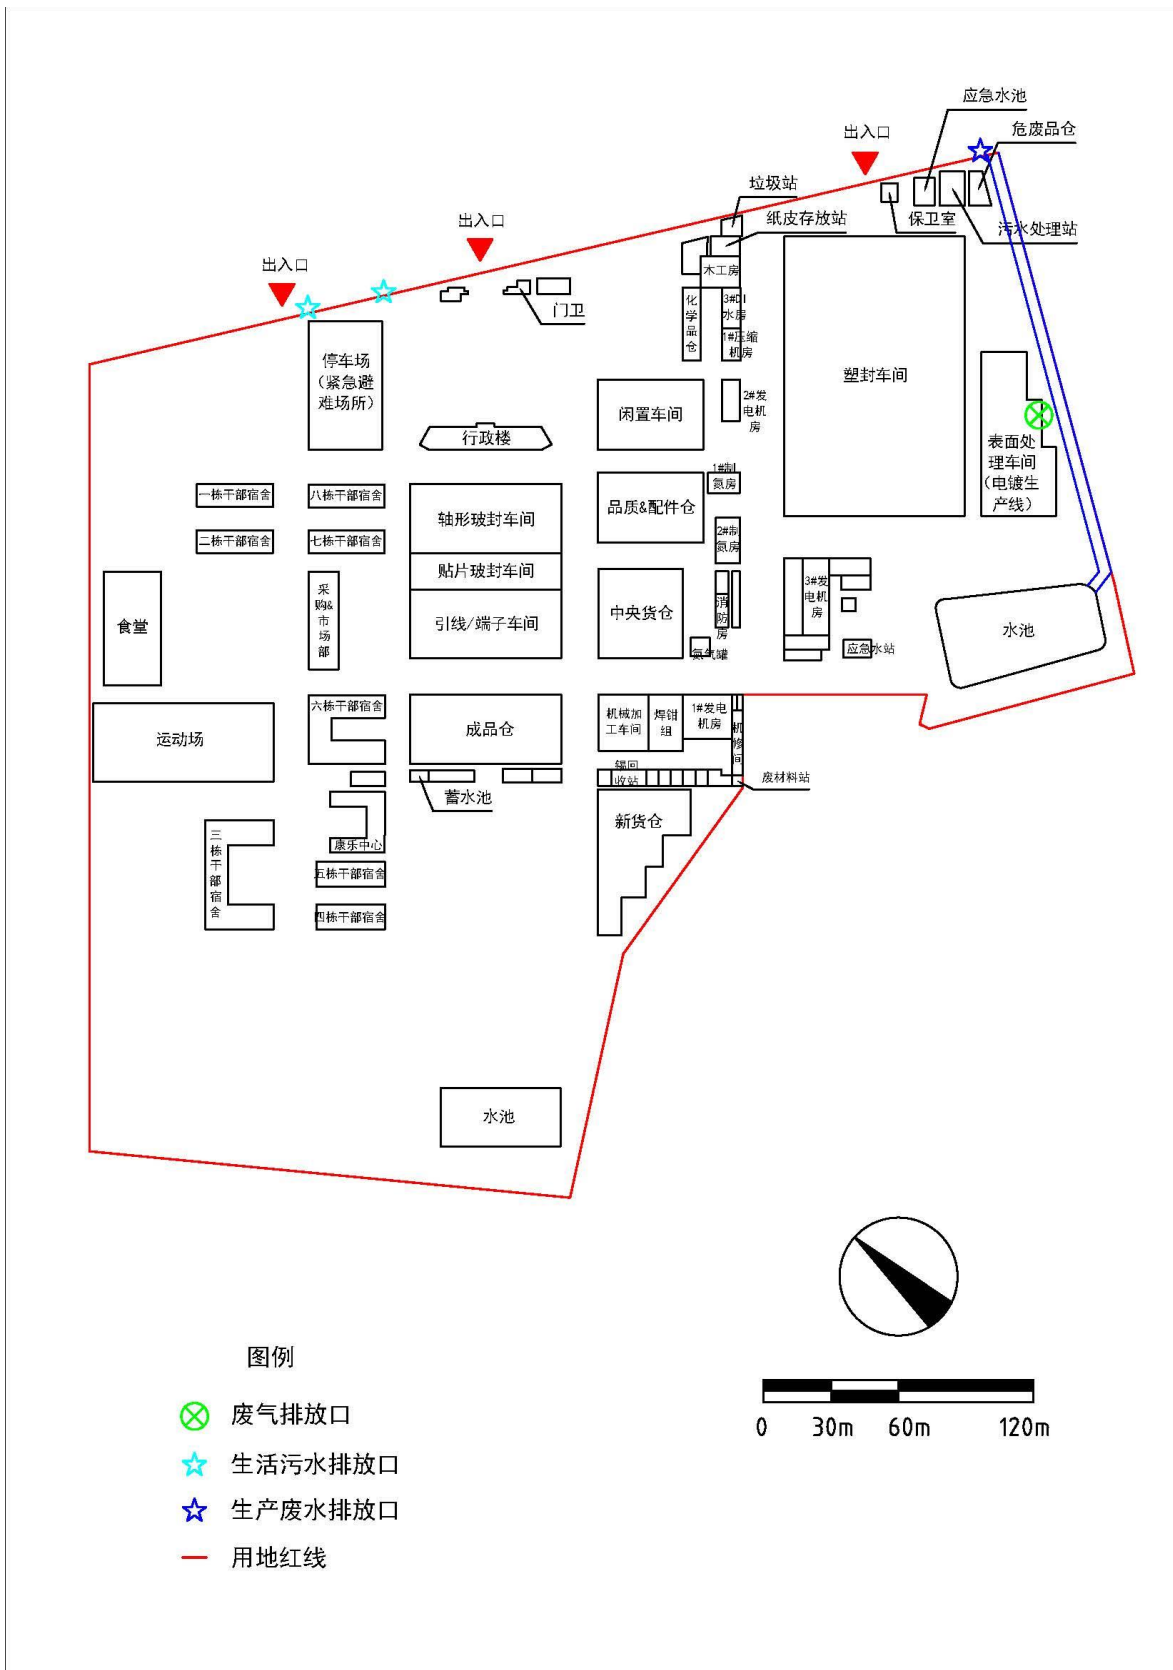 应急水池
出入口
危废品仓
垃圾站
出入口
纸皮存放站
保卫室
污水处理站
出入口
木工房
门卫
化
学
品
仓
3#DI
水房
1#压缩
机房
停车场
(紧急避
难场所)
塑封车间
闲置车间
2#发
电机
房
行政楼
表面处
理车间
(电镀生
产线)
1#制
氮房
一栋干部宿舍
八栋干部宿舍
轴形玻封车间
品质&配件仓
二栋干部宿舍
七栋干部宿舍
2#制
氮房
贴片玻封车间
食堂
采
购&
市
场
部
引线/端子车间
中央货仓
消
防
房
3#发
电机
房
水池
氮气罐
应急水站
六栋干部宿舍
运动场
成品仓
机械加
工车间
焊钳
组
1#发电
机房
机
修
间
锡回
收站
废材料站
蓄水池
新货仓
三
栋
干
部
宿
舍
康乐中心
五栋干部宿舍
四栋干部宿舍
水池
图例
废气排放口
生活污水排放口
生产废水排放口
用地红线
0 30m 60m 120m